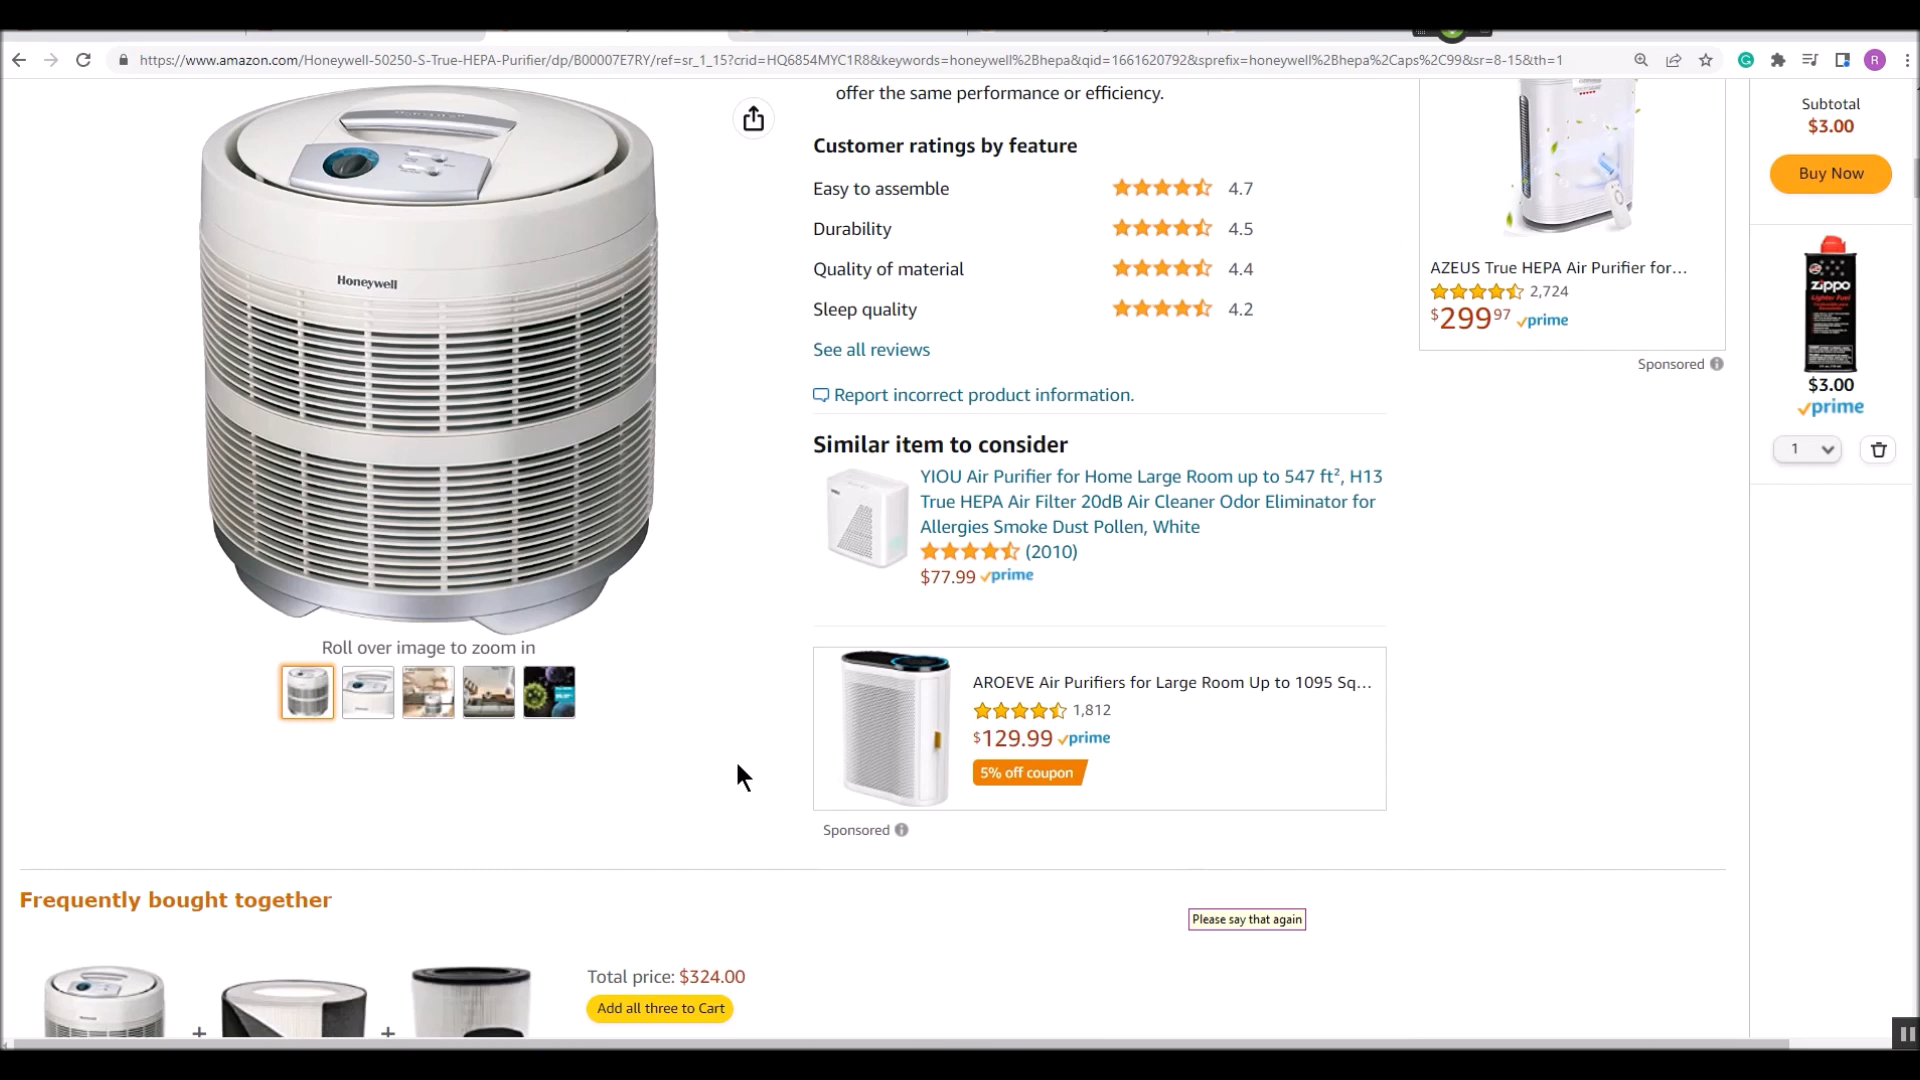 https://www.amazon.com/Honeywell-50250-S-True-HEPA-Purifier/dp/B00007E7RY/ref=sr_1_15?crid=HQ6854MYC1R8&keywords=honeywell%2Bhepa&qid=1661620792&sprefix=honeywell%2Bhepa%2Caps%2C99&sr=8-15&th=1
R
offer the same performance or efficiency.
Customer ratings by feature
Easy to assemble 4.7
Durability 4.5
Quality of material 4.4
Sleep quality 4.2
See all reviews
Report incorrect product information.
Similar item to consider
YIOU Air Purifier for Home Large Room up to 547 ft², H13
True HEPA Air Filter 20dB Air Cleaner Odor Eliminator for
Allergies Smoke Dust Pollen, White
(2010)
$77.99 prime
AROEVE Air Purifiers for Large Room Up to 1095 Sq...
1,812
$129.99 prime
5% off coupon
Sponsored
Honeywell
Roll over image to zoom in
AZEUS True HEPA Air Purifier for...
2,724
$299 97 prime
Sponsored
Subtotal
$3.00
Buy Now
zippo
Lighter Fuel
$3.00
prime
1
Frequently bought together
Please say that again
Total price: $324.00
Add all three to Cart
+
+